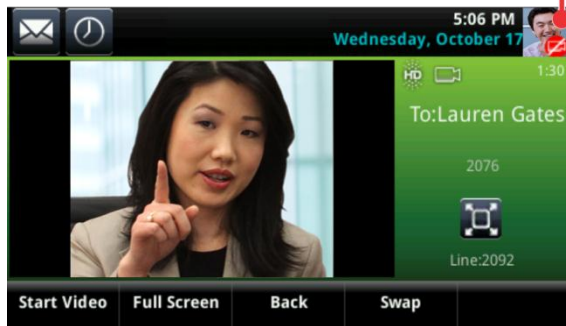 5:06 PM
Wednesday, October 17
HD
1:30
To:Lauren Gates
2076
Line:2092
Start Video
Full Screen
Back
Swap